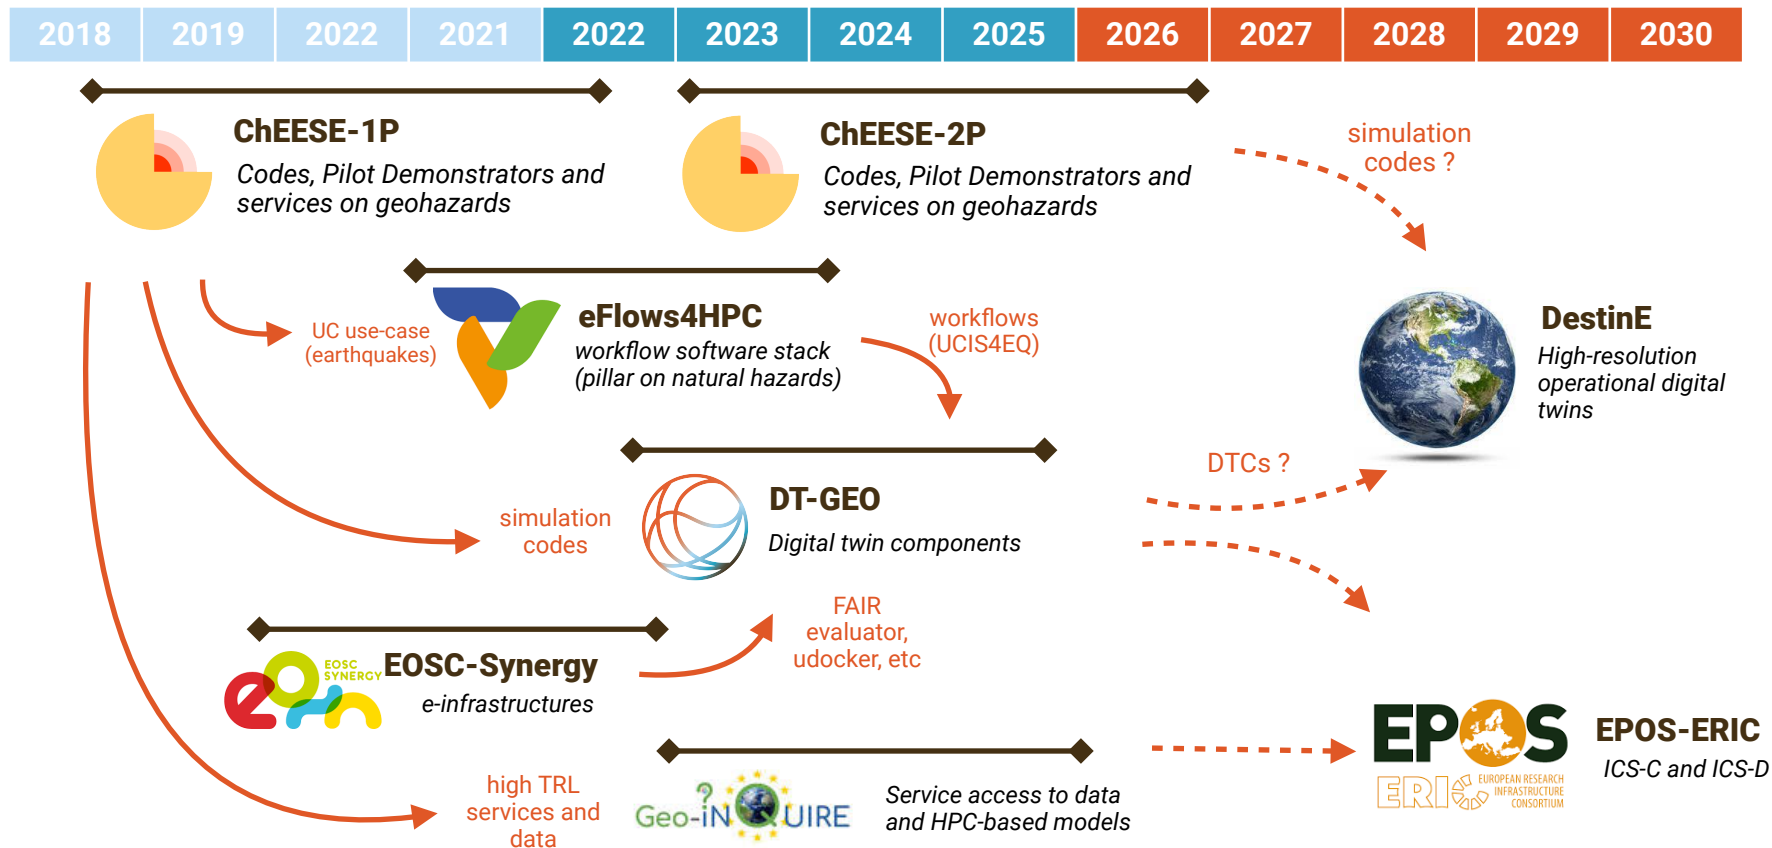 2018 2019 2022 2021 2022 2023 2024 2025 2026 2027 2028 2029 2030
ChEESE-1P
Codes, Pilot Demonstrators and
services on geohazards
ChEESE-2P
Codes, Pilot Demonstrators and
services on geohazards
simulation
codes ?
UC use-case
(earthquakes)
eFlows4HPC
workflow software stack
(pillar on natural hazards)
workflows
(UCIS4EQ)
DestinE
High-resolution
operational digital
twins
DTCs ?
simulation
codes
DT-GEO
Digital twin components
FAIR
evaluator,
udocker, etc
EOSC
SYNERGY
EOSC-Synergy
e-infrastructures
high TRL
services and
data
Geo-iNQUIRE
?
Service access to data
and HPC-based models
EPOS
ERIC
EUROPEAN RESEARCH
INFRASTRUCTURE
CONSORTIUM
EPOS-ERIC
ICS-C and ICS-D